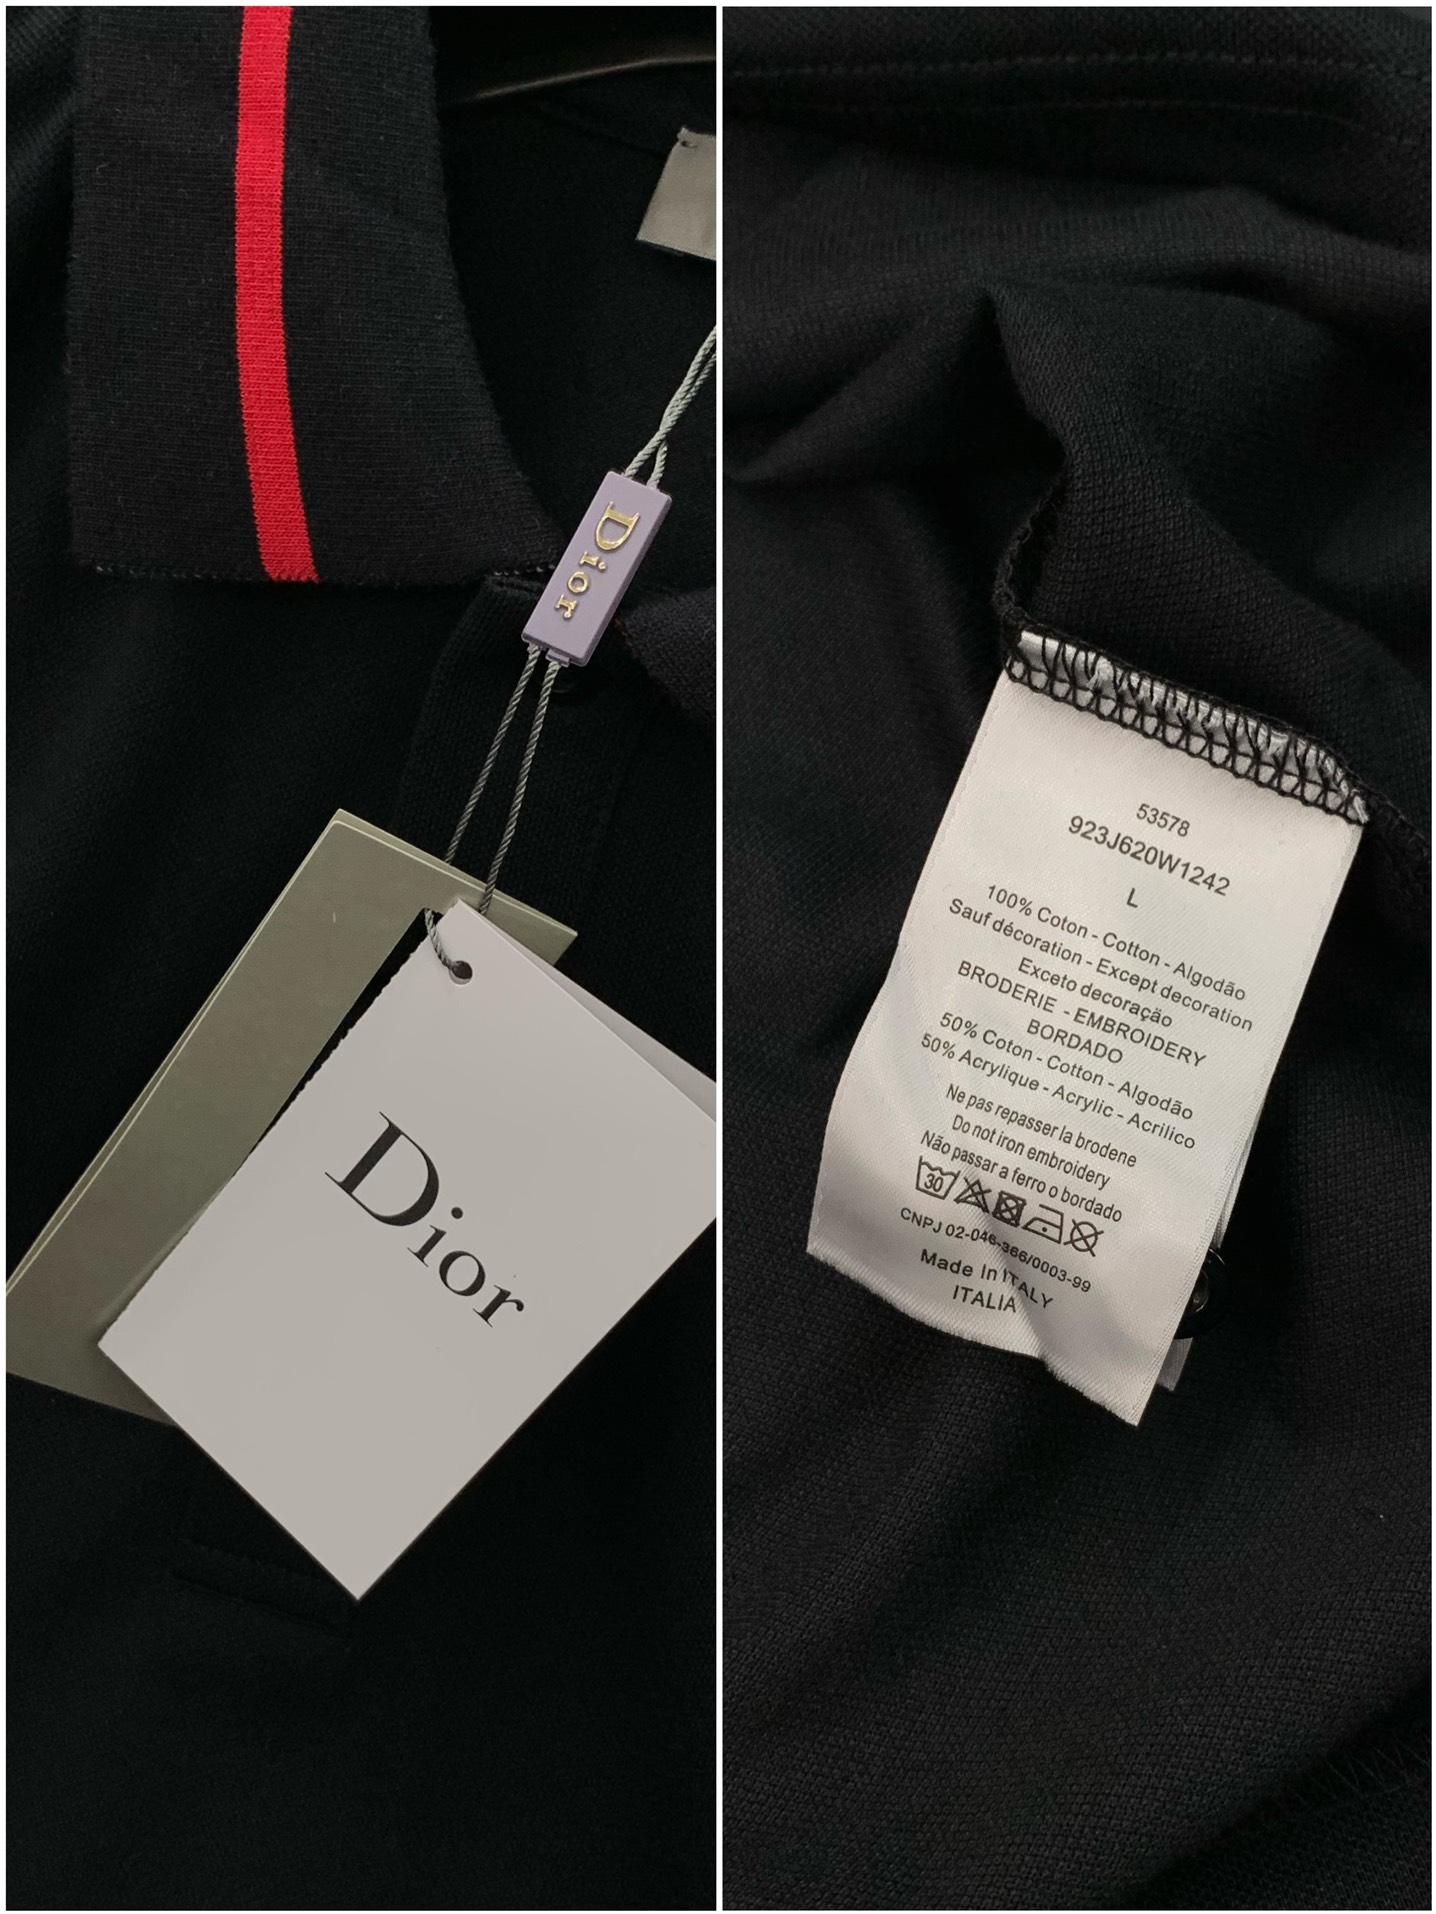 Dior
Dior
53578
923J620W1242
L
100% Coton - Cotton - Algodão
Sauf décoration - Except decoration
Exceto decoração
BRODERIE - EMBROIDERY
BORDADO
50% Coton - Cotton - Algodão
50% Acrylique - Acrylic - Acrilico
Ne pas repasser la brodene
Do not iron embroidery
Não passar a ferro o bordado
30
CNPJ 02-046-366/0003-99
Made In ITALY
ITALIA